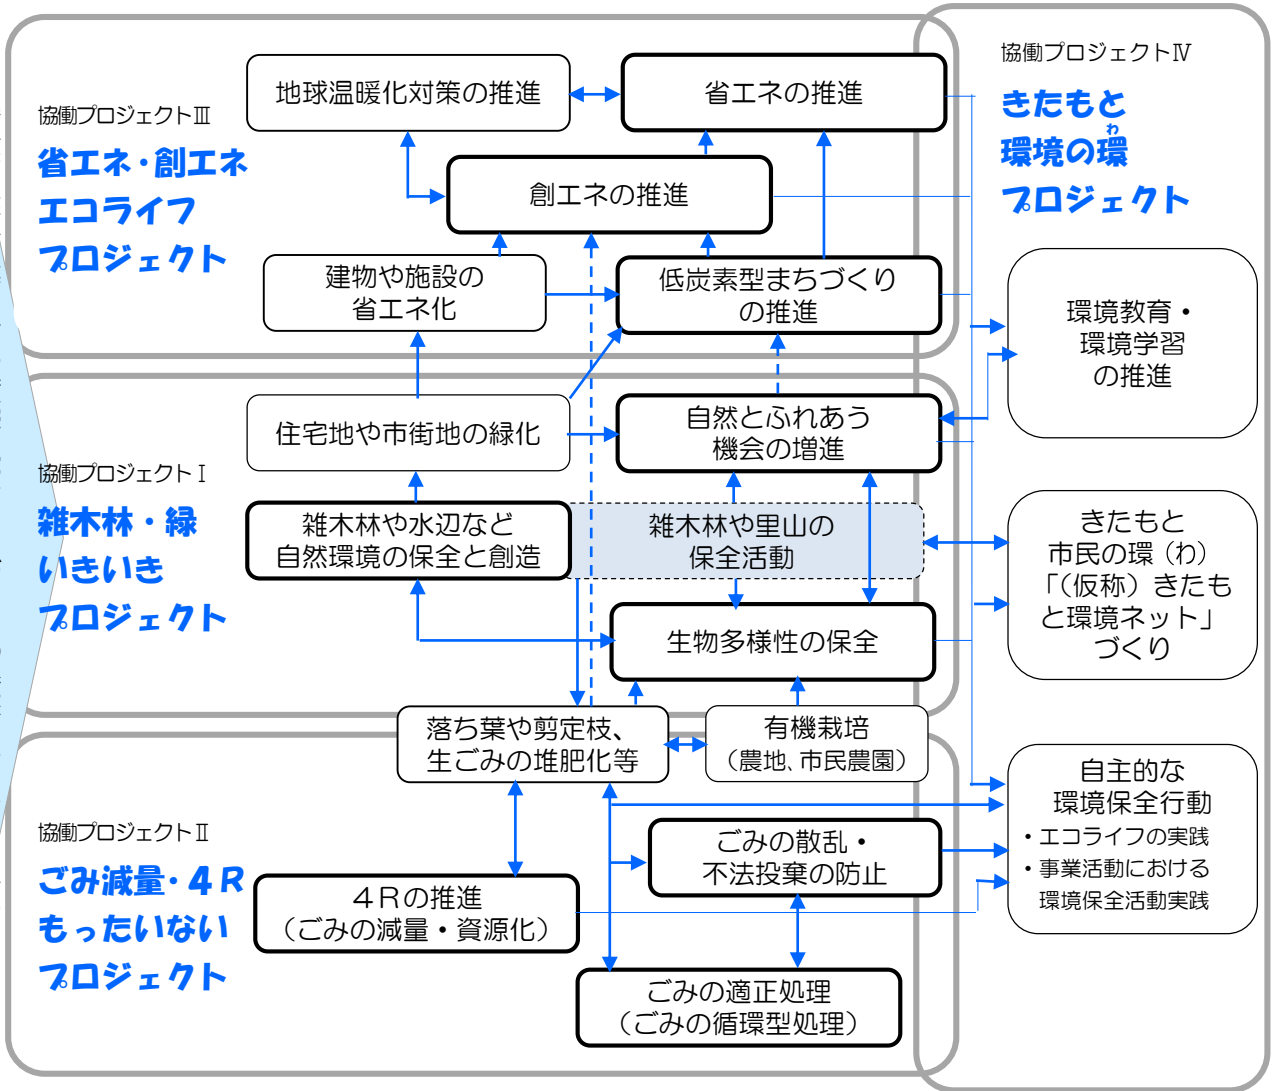 協働プロジェクトⅢ
省エネ・創エネ
エコライフ
プロジェクト
地球温暖化対策の推進
省エネの推進
創エネの推進
建物や施設の
省エネ化
低炭素型まちづくり
の推進
協働プロジェクトⅠ
雑木林・緑
いきいき
プロジェクト
住宅地や市街地の緑化
自然とふれあう
機会の増進
雑木林や水辺など
自然環境の保全と創造
雑木林や里山の
保全活動
生物多様性の保全
落ち葉や剪定枝、
生ごみの堆肥化等
有機栽培
（農地、市民農園）
協働プロジェクトⅡ
ごみ減量・４Ｒ
もったいない
プロジェクト
ごみの散乱・
不法投棄の防止
４Ｒの推進
（ごみの減量・資源化）
ごみの適正処理
（ごみの循環型処理）
協働プロジェクトⅣ
きたもと
わ
環境の環
プロジェクト
環境教育・
環境学習
の推進
きたもと
市民の環（わ）
「（仮称）きたも
と環境ネット」
づくり
自主的な
環境保全行動
・エコライフの実践
・事業活動における
環境保全活動実践